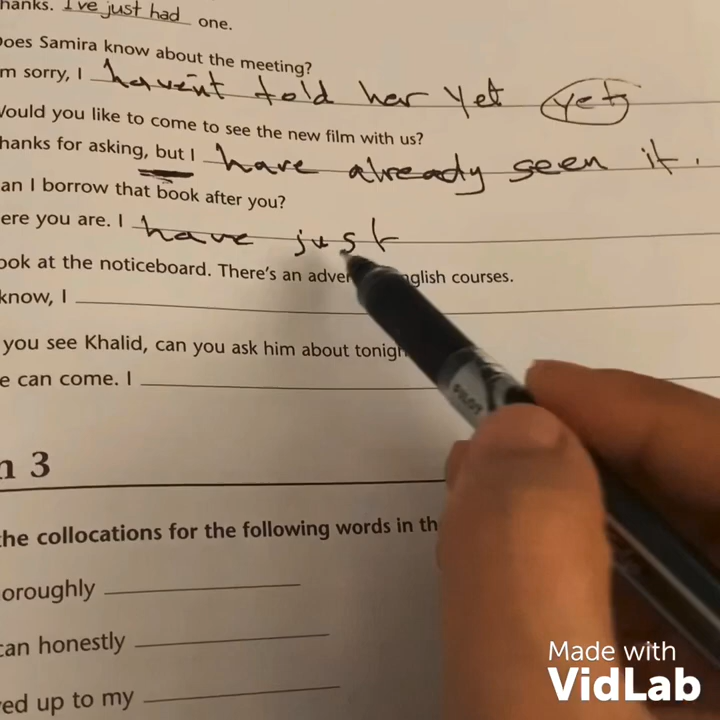 hanks. I've just had one.
Does Samira know about the meeting?
m sorry, I haven't told her yet yet
Would you like to come to see the new film with us?
hanks for asking, but I have already seen it.
an I borrow that book after you?
ere you are. I have just
ook at the noticeboard. There's an adver nglish courses.
know, I
you see Khalid, can you ask him about tonigh
e can come. I
n 3
the collocations for the following words in th
oroughly
can honestly
ved up to my
PILOT
Made with
VidLab